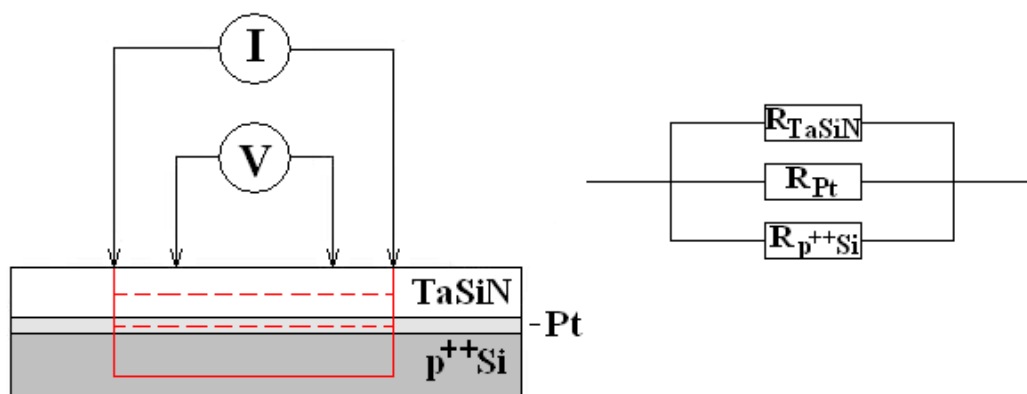 I
V
TaSiN
-Pt
p++Si
RTaSiN
RPt
Rp++Si